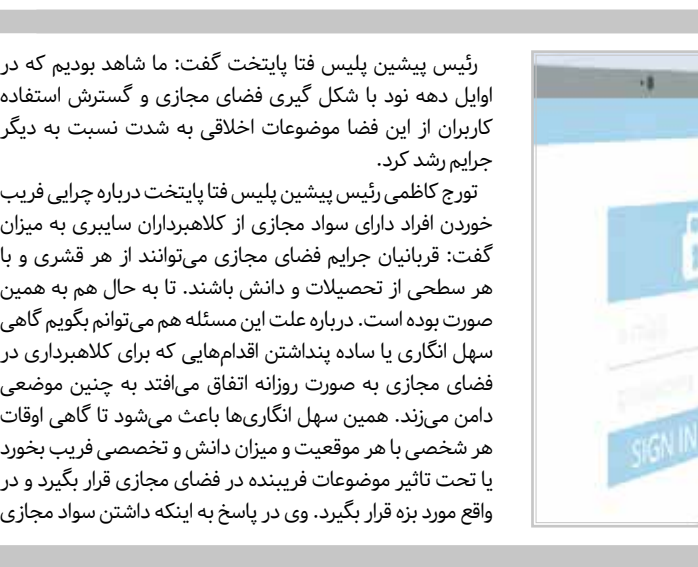 رئیس پیشین پلیس فتا پایتخت گفت: ما شاهد بودیم که در
اوایل دهه نود با شکل گیری فضای مجازی و گسترش استفاده
کاربران از این فضا موضوعات اخلاقی به شدت نسبت به دیگر
جرایم رشد کرد.
تورج کاظمی رئیس پیشین پلیس فتا پایتخت درباره چرایی فریب
خوردن افراد دارای سواد مجازی از کلاهبرداران سایبری به میزان
گفت: قربانیان جرایم فضای مجازی می‌توانند از هر قشری و با
هر سطحی از تحصیلات و دانش باشند. تا به حال هم به همین
صورت بوده است. درباره علت این مسئله هم می‌توانم بگویم گاهی
سهل انگاری یا ساده پنداشتن اقدام‌هایی که برای کلاهبرداری در
فضای مجازی به صورت روزانه اتفاق می‌افتد به چنین موضعی
دامن می‌زند. همین سهل انگاری‌ها باعث می‌شود تا گاهی اوقات
هر شخصی با هر موقعیت و میزان دانش و تخصصی فریب بخورد
یا تحت تاثیر موضوعات فریبنده در فضای مجازی قرار بگیرد و در
واقع مورد بزه قرار بگیرد. وی در پاسخ به اینکه داشتن سواد مجازی
SIGN IN